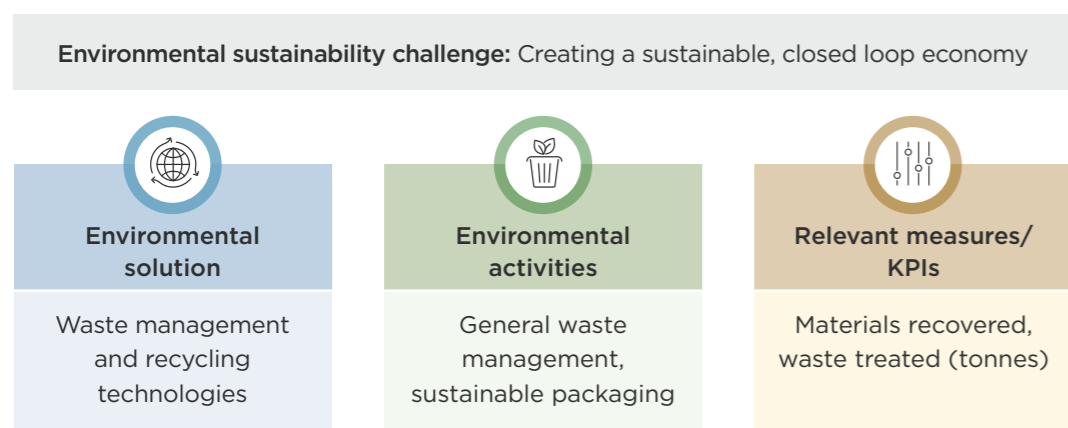 Environmental sustainability challenge: Creating a sustainable, closed loop economy
Environmental
solution
Waste management
and recycling
technologies
Environmental
activities
General waste
management,
sustainable packaging
Relevant measures/
KPIs
Materials recovered,
waste treated (tonnes)